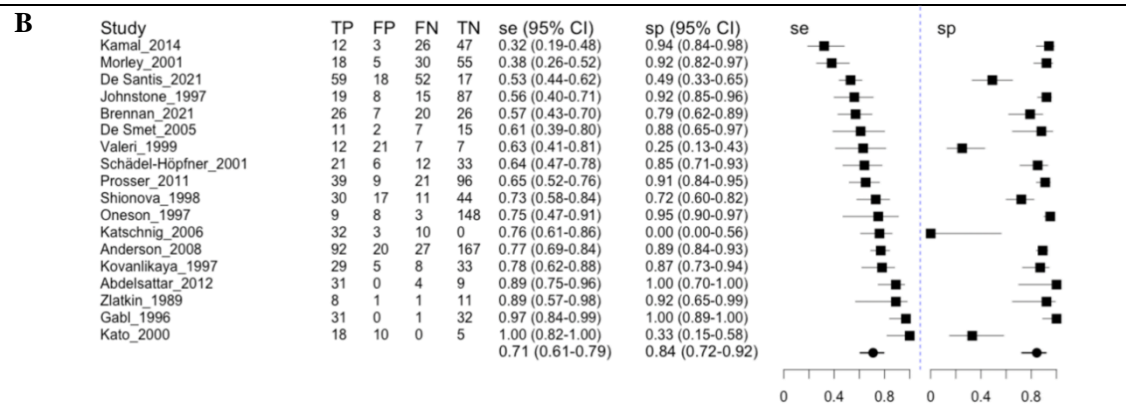 B
Study TP FP FN TN se (95% CI) sp (95% CI) se sp
Kamal_2014 12 3 26 47 0.32 (0.19-0.48) 0.94 (0.84-0.98)
Morley_2001 18 5 30 55 0.38 (0.26-0.52) 0.92 (0.82-0.97)
De Santis_2021 59 18 52 17 0.53 (0.44-0.62) 0.49 (0.33-0.65)
Johnstone_1997 19 8 15 87 0.56 (0.40-0.71) 0.92 (0.85-0.96)
Brennan_2021 26 7 20 26 0.57 (0.43-0.70) 0.79 (0.62-0.89)
De Smet_2005 11 2 7 15 0.61 (0.39-0.80) 0.88 (0.65-0.97)
Valeri_1999 12 21 7 7 0.63 (0.41-0.81) 0.25 (0.13-0.43)
Schädel-Höpfner_2001 21 6 12 33 0.64 (0.47-0.78) 0.85 (0.71-0.93)
Prosser_2011 39 9 21 96 0.65 (0.52-0.76) 0.91 (0.84-0.95)
Shionova_1998 30 17 11 44 0.73 (0.58-0.84) 0.72 (0.60-0.82)
Oneson_1997 9 8 3 148 0.75 (0.47-0.91) 0.95 (0.90-0.97)
Katschnig_2006 32 3 10 0 0.76 (0.61-0.86) 0.00 (0.00-0.56)
Anderson_2008 92 20 27 167 0.77 (0.69-0.84) 0.89 (0.84-0.93)
Kovanlikaya_1997 29 5 8 33 0.78 (0.62-0.88) 0.87 (0.73-0.94)
Abdelsattar_2012 31 0 4 9 0.89 (0.75-0.96) 1.00 (0.70-1.00)
Zlatkin_1989 8 1 1 11 0.89 (0.57-0.98) 0.92 (0.65-0.99)
Gabl_1996 31 0 1 32 0.97 (0.84-0.99) 1.00 (0.89-1.00)
Kato_2000 18 10 0 5 1.00 (0.82-1.00) 0.33 (0.15-0.58)
0.71 (0.61-0.79) 0.84 (0.72-0.92)
0 0.4 0.8 0 0.4 0.8